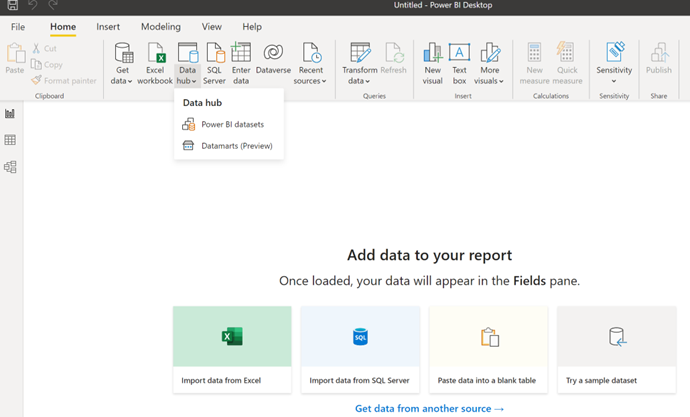 Untitled - Power BI Desktop
File Home Insert Modeling View Help
Paste
Cut
Copy
Format painter
Clipboard
Get data
Excel workbook
Data hub
SQL Server
Enter data
Dataverse
Recent sources
Transform data
Refresh
Queries
New visual
Text box
More visuals
Insert
New measure
Quick measure
Calculations
Sensitivity
Sensitivity
Publish
Share
Data hub
Power BI datasets
Datamarts (Preview)
Add data to your report
Once loaded, your data will appear in the Fields pane.
SQL
Import data from Excel
Import data from SQL Server
Paste data into a blank table
Try a sample dataset
Get data from another source →